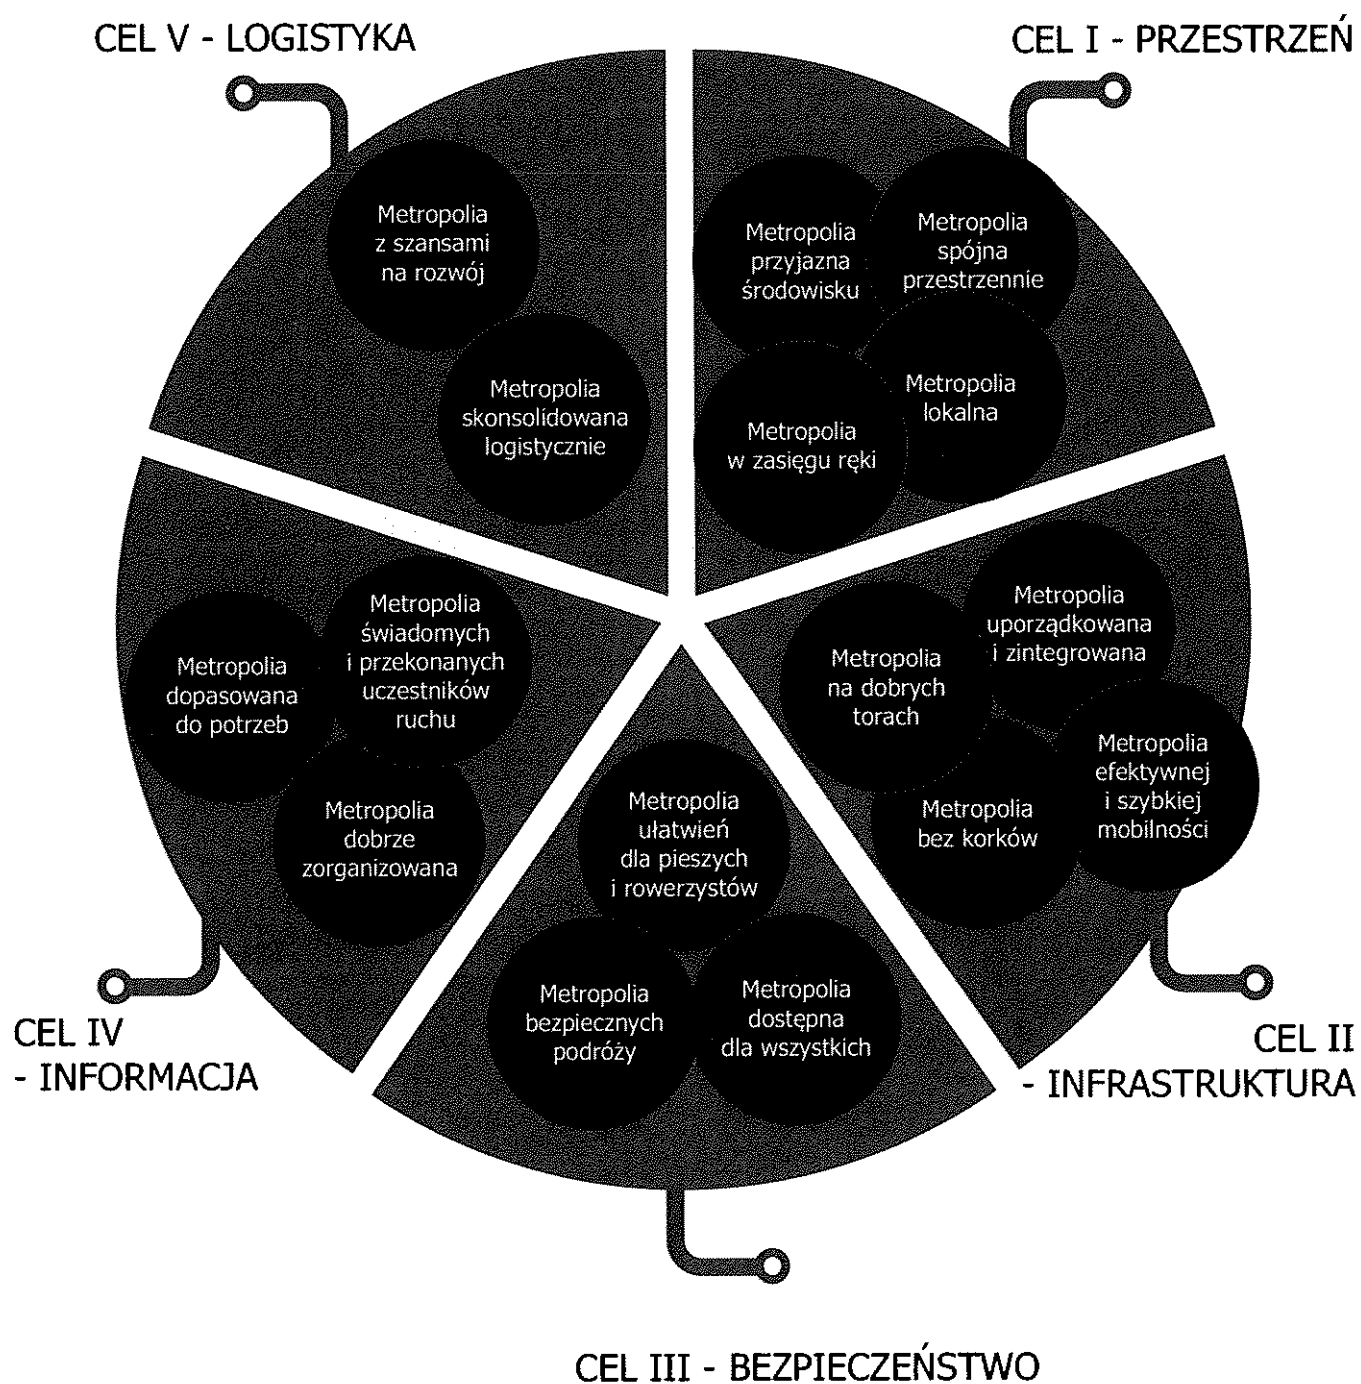 CEL V - LOGISTYKA
CEL I - PRZESTRZEŃ
Metropolia
z szansami
na rozwój
Metropolia
skonsolidowana
logistycznie
Metropolia
przyjazna
środowisku
Metropolia
spójna
przestrzennie
Metropolia
lokalna
Metropolia
w zasięgu ręki
Metropolia
uporządkowana
i zintegrowana
Metropolia
na dobrych
torach
Metropolia
efektywnej
i szybkiej
mobilności
Metropolia
bez korków
Metropolia
świadomych
i przekonanych
uczestników
ruchu
Metropolia
dopasowana
do potrzeb
Metropolia
dobrze
zorganizowana
Metropolia
ułatwień
dla pieszych
i rowerzystów
Metropolia
bezpiecznych
podróży
Metropolia
dostępna
dla wszystkich
CEL IV
- INFORMACJA
CEL II
- INFRASTRUKTURA
CEL III - BEZPIECZEŃSTWO